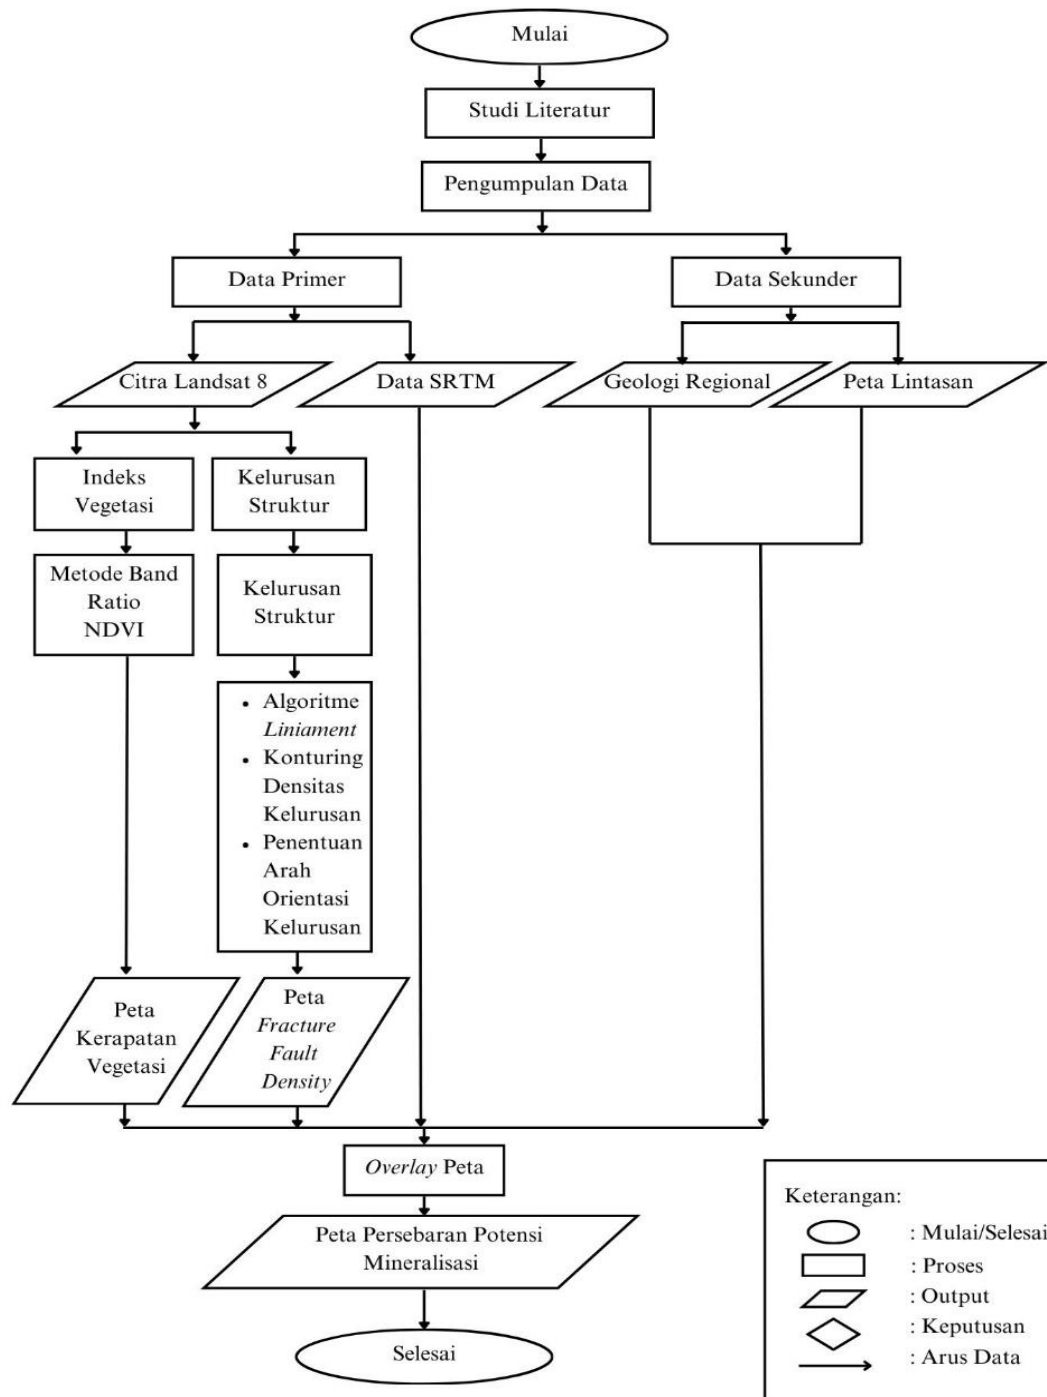 Mulai
Studi Literatur
Pengumpulan Data
Data Primer
Data Sekunder
Citra Landsat 8
Data SRTM
Geologi Regional
Peta Lintasan
Indeks
Vegetasi
Kelurusan
Struktur
Metode Band
Ratio
NDVI
Kelurusan
Struktur
• Algoritme
Liniament
• Konturing
Densitas
Kelurusan
• Penentuan
Arah
Orientasi
Kelurusan
Peta
Kerapatan
Vegetasi
Peta
Fracture
Fault
Density
Overlay Peta
Peta Persebaran Potensi
Mineralisasi
Selesai
Keterangan:
: Mulai/Selesai
: Proses
: Output
: Keputusan
: Arus Data